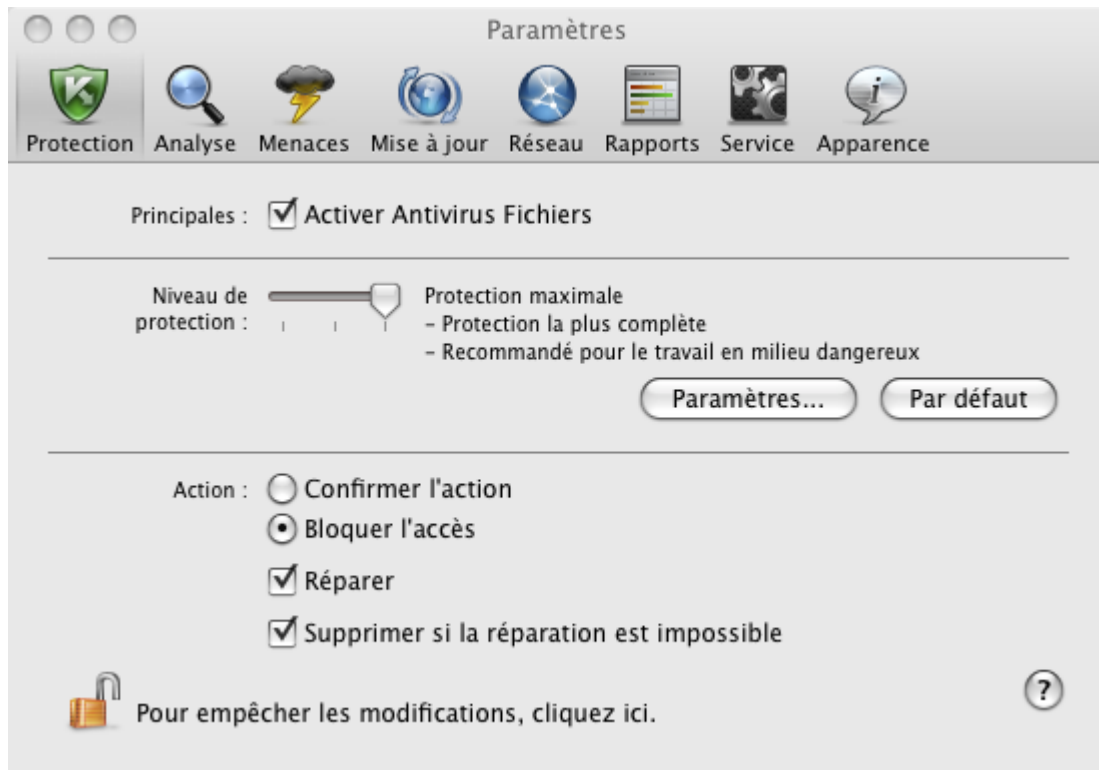 Paramètres
Protection Analyse Menaces Mise à jour Réseau Rapports Service Apparence
Principales : Activer Antivirus Fichiers
Niveau de protection :
Protection maximale
– Protection la plus complète
– Recommandé pour le travail en milieu dangereux
Paramètres... Par défaut
Action : Confirmer l'action
Bloquer l'accès
Réparer
Supprimer si la réparation est impossible
Pour empêcher les modifications, cliquez ici.
?